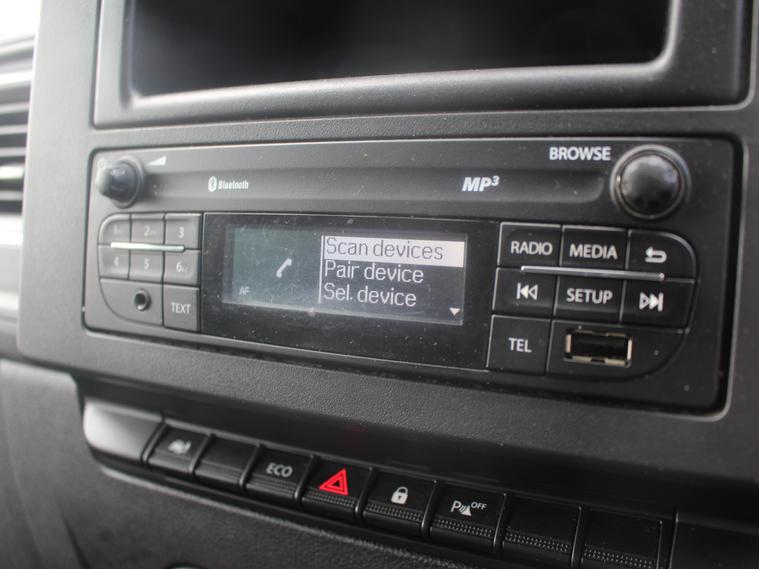 BROWSE
Bluetooth
MP3
1 2 3
4 5 6
TEXT
Scan devices
Pair device
Sel. device
AF
RADIO MEDIA
SETUP
TEL
ECO
P OFF